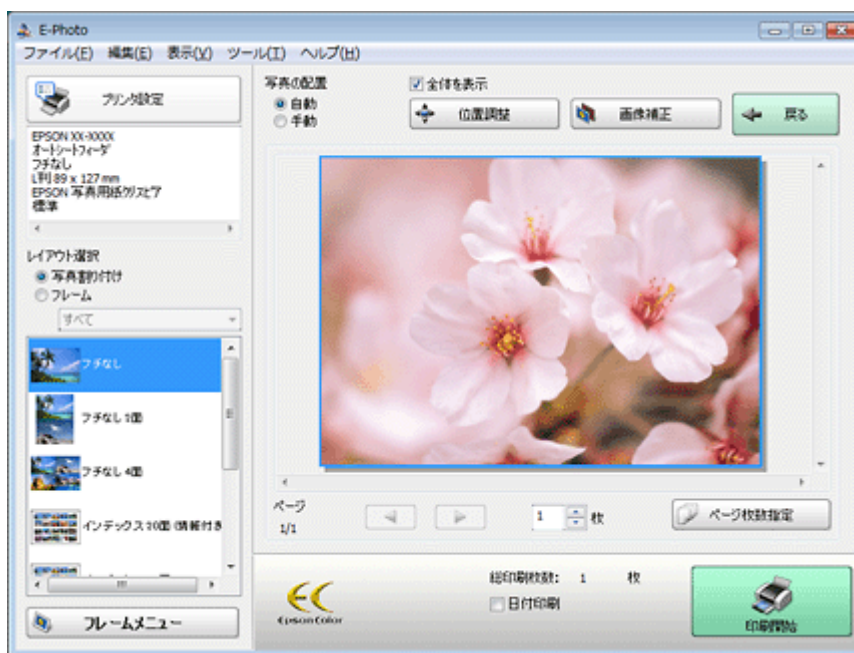 E-Photo
ファイル(F) 編集(E) 表示(V) ツール(T) ヘルプ(H)
プリンタ設定
EPSON XX-XXXX
オートシートフィーダ
フチなし
L判 89 x 127 mm
EPSON 写真用紙クリスピア
標準
レイアウト選択
写真割り付け
フレーム
すべて
フチなし
フチなし 2面
フチなし 4面
インデックス 20面 (情報付き
フレームメニュー
写真の配置
自動
手動
全体を表示
位置調整
画像補正
戻る
ページ
1/1
1 枚
ページ枚数指定
EC
Epson Color
総印刷枚数: 1 枚
日付印刷
印刷開始